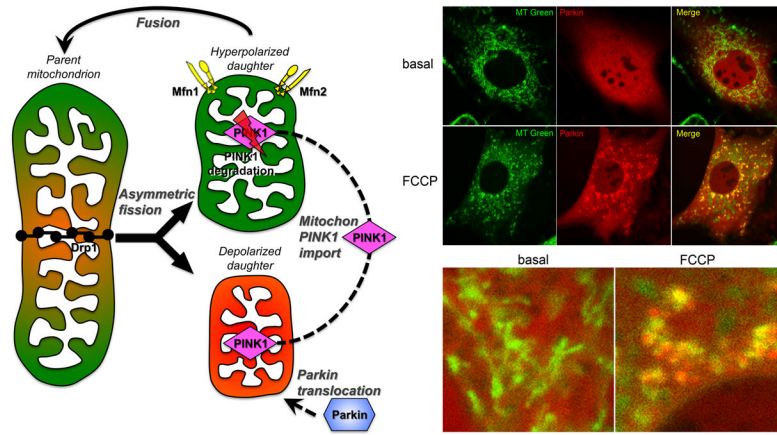 Fusion
Parent
mitochondrion
Hyperpolarized
daughter
Mfn1
Mfn2
PINK1
PINK1
degradation
Asymmetric
fission
Drp1
Mitochon
PINK1
import
PINK1
Depolarized
daughter
PINK1
Parkin
translocation
Parkin
basal
MT Green
Parkin
Merge
FCCP
MT Green
Parkin
Merge
basal
FCCP